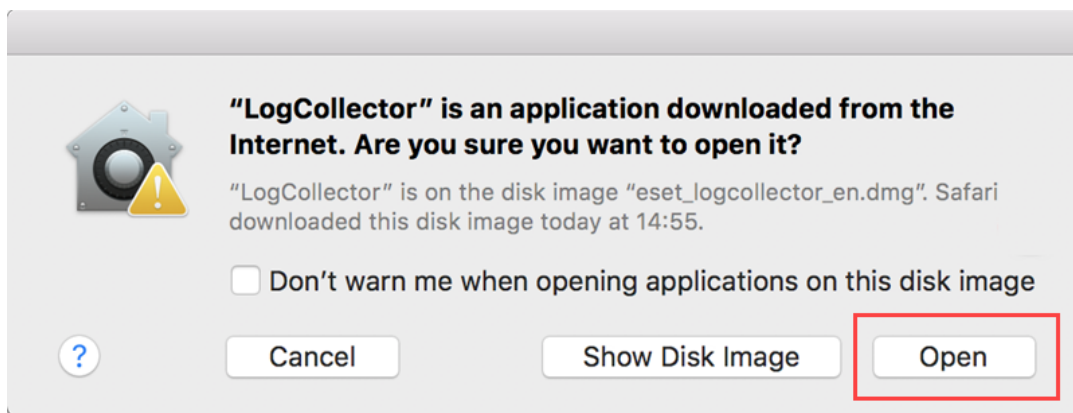 “LogCollector” is an application downloaded from the
Internet. Are you sure you want to open it?
“LogCollector” is on the disk image “eset_logcollector_en.dmg”. Safari
downloaded this disk image today at 14:55.
Don’t warn me when opening applications on this disk image
? Cancel Show Disk Image Open